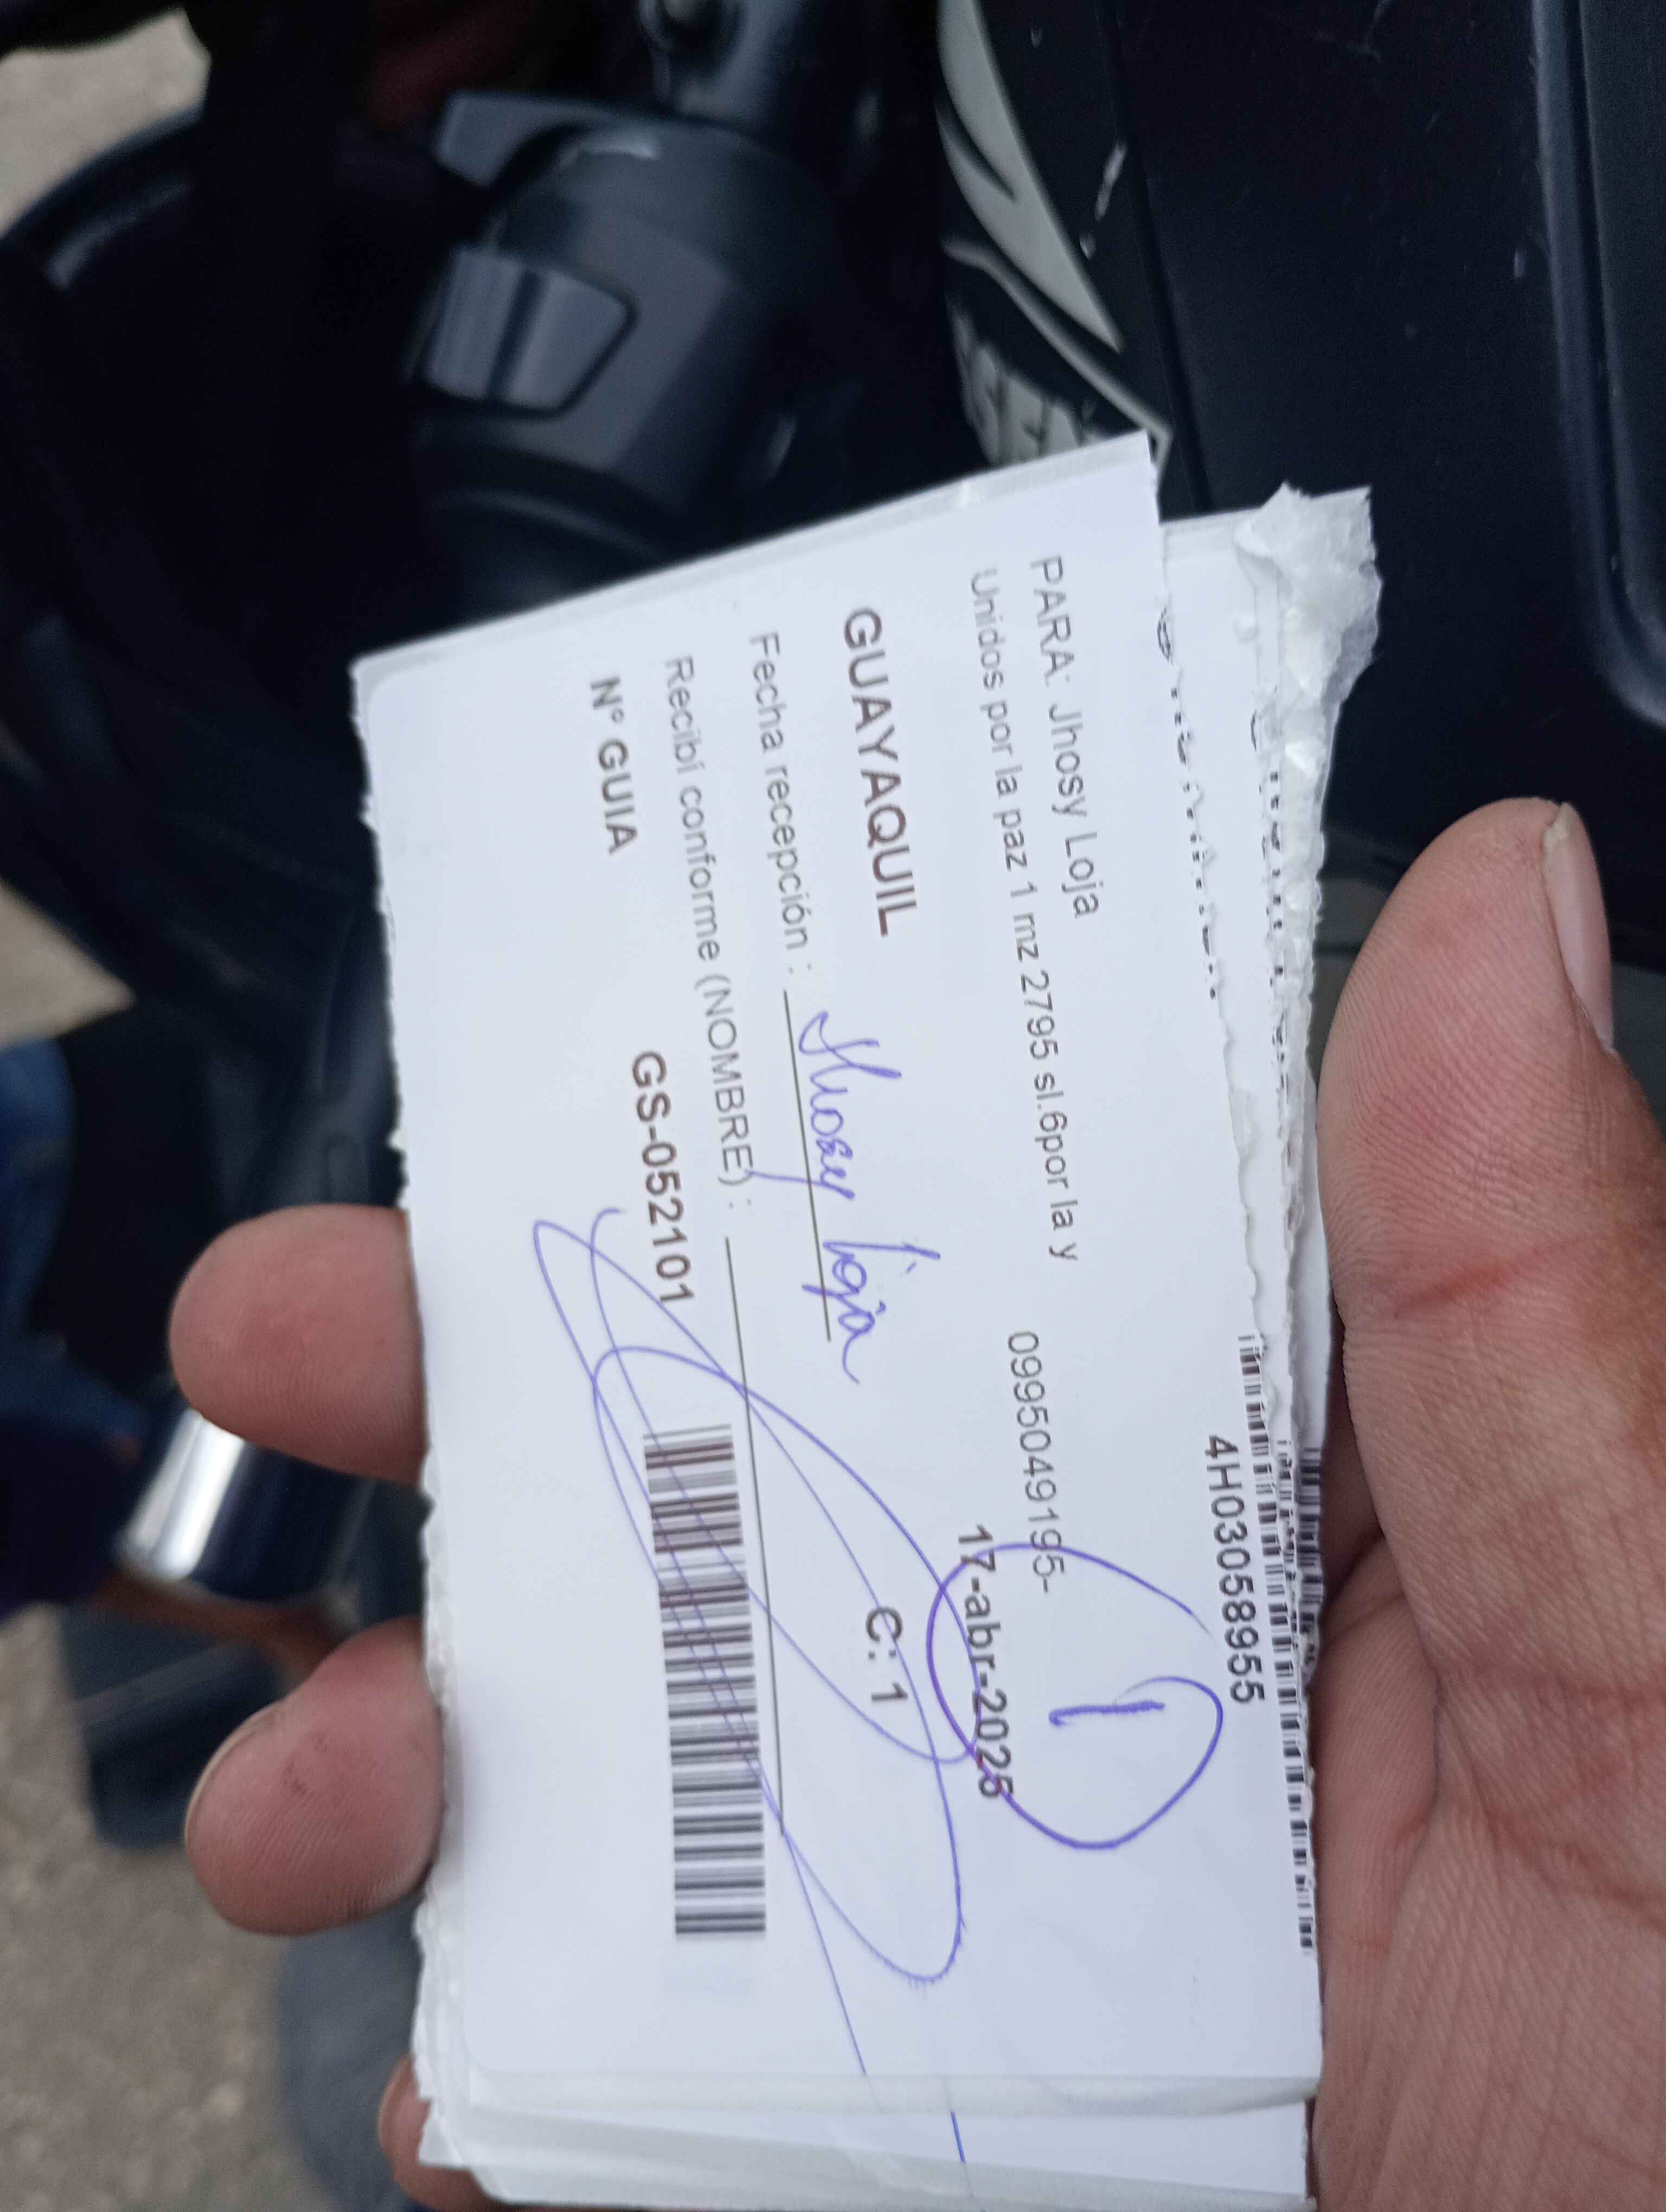 4H03058955
PARA: Jhosy Loja
Unidos por la paz 1 mz 2795 sl.6por la y 0995049195-
1
17-abr-2025
GUAYAQUIL C: 1
Fecha recepción : Jhosy Loja
Recibí conforme (NOMBRE) :
N° GUIA GS-052101